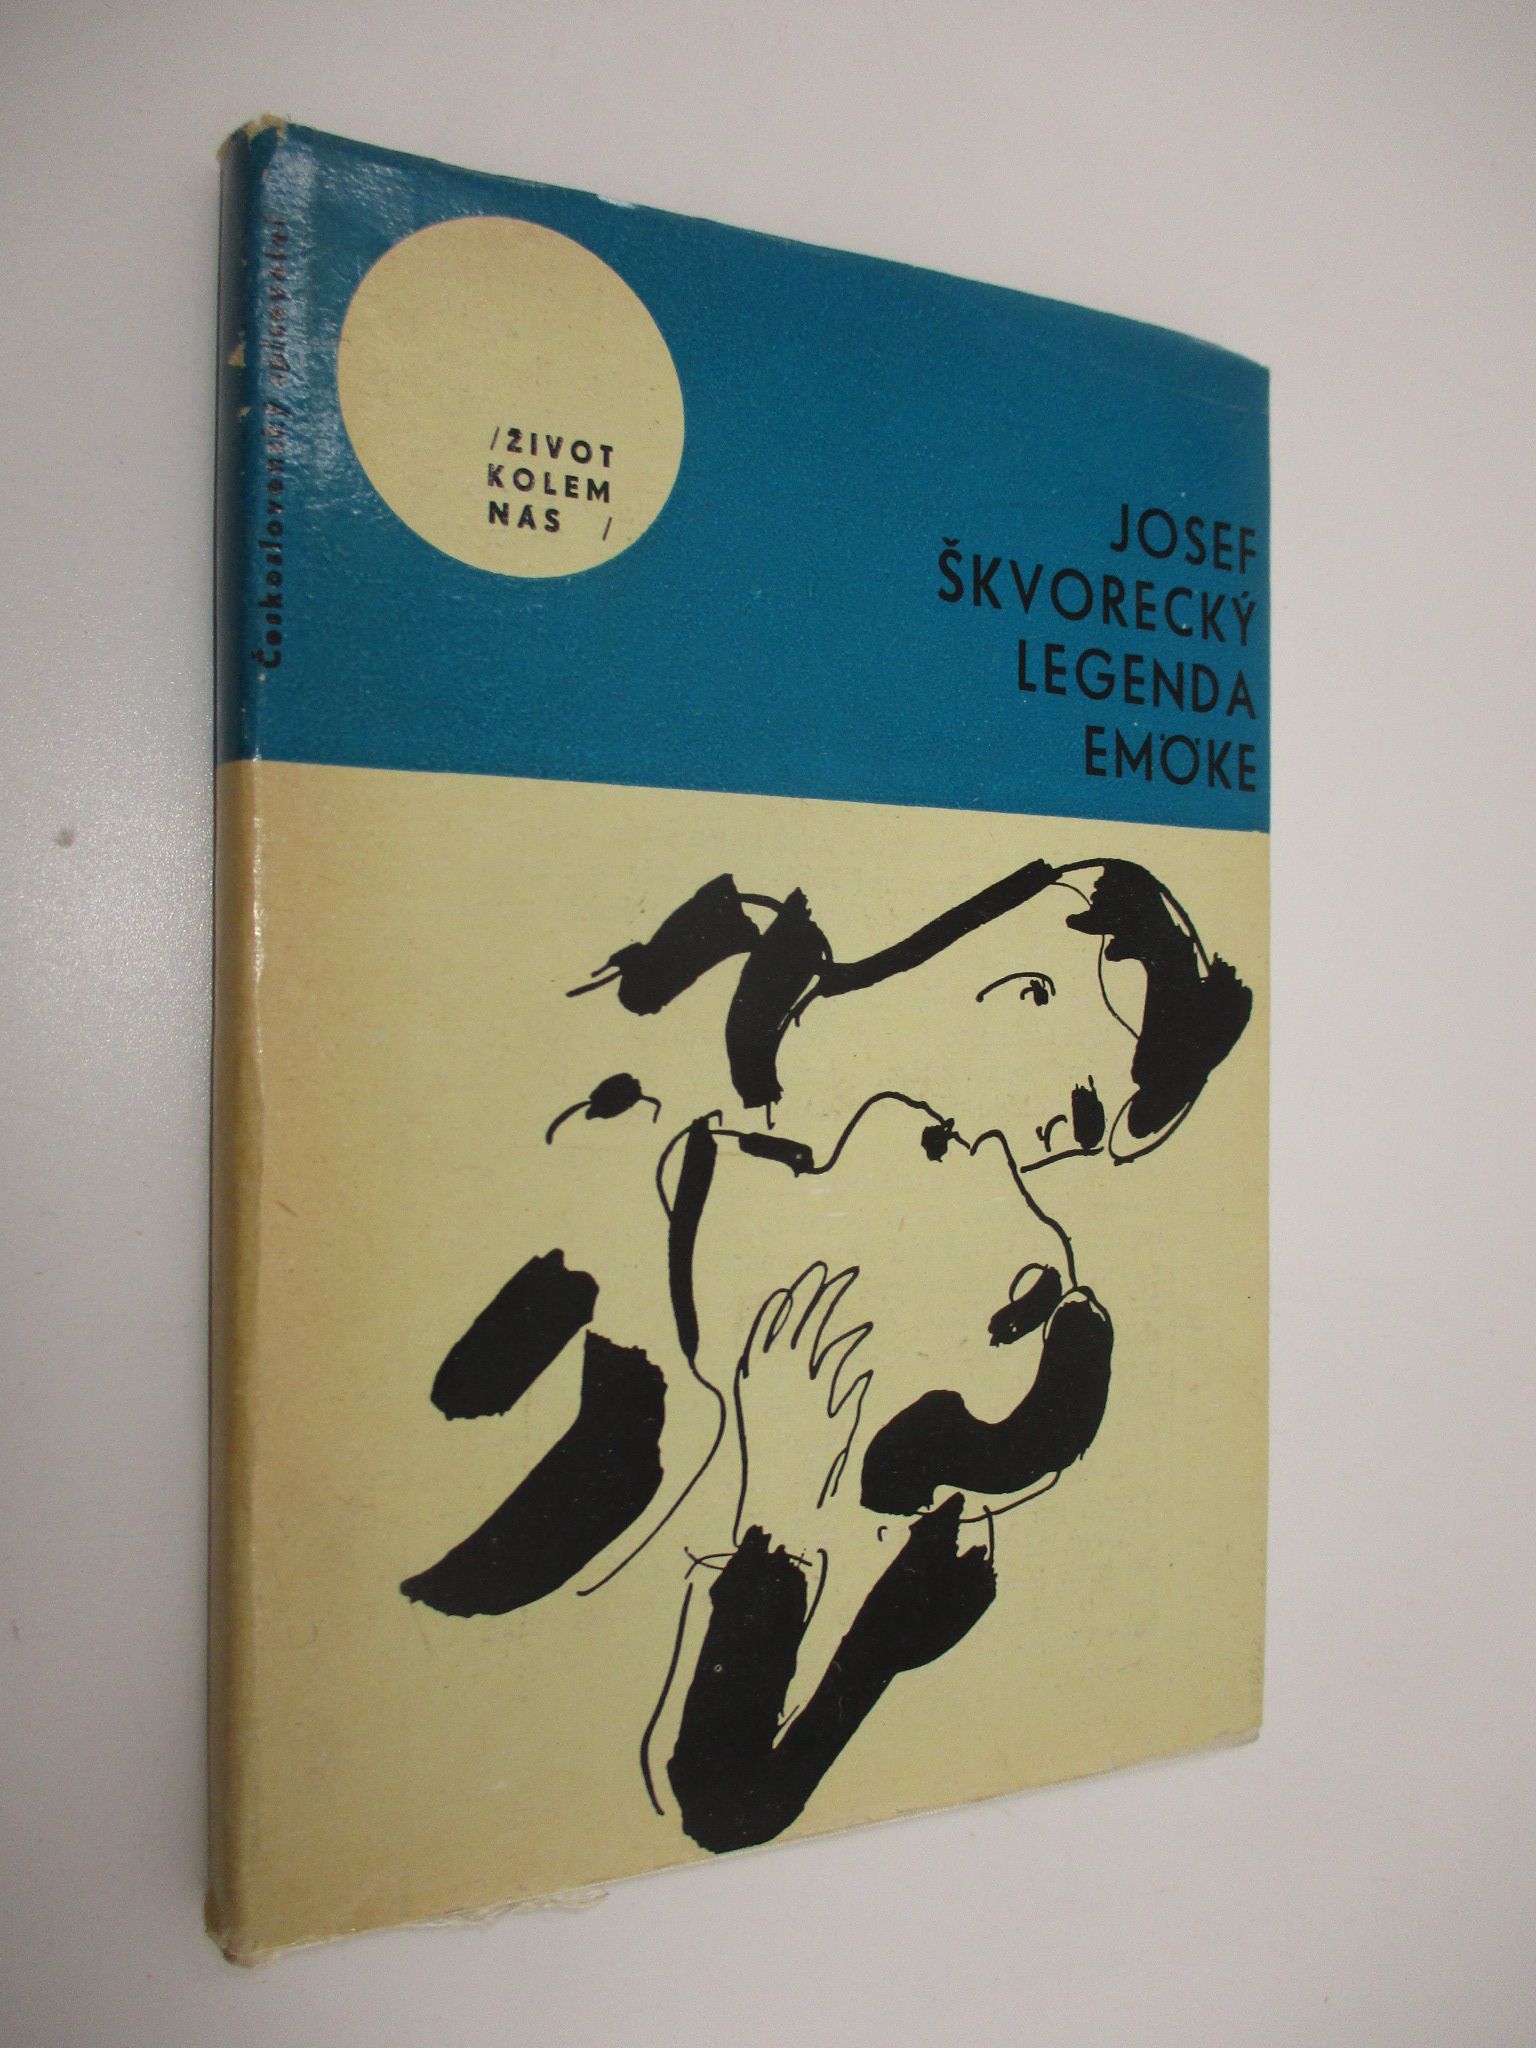 Československý spisovatel
/ŽIVOT
KOLEM
NÁS /
JOSEF
ŠKVORECKÝ
LEGENDA
EMÖKE